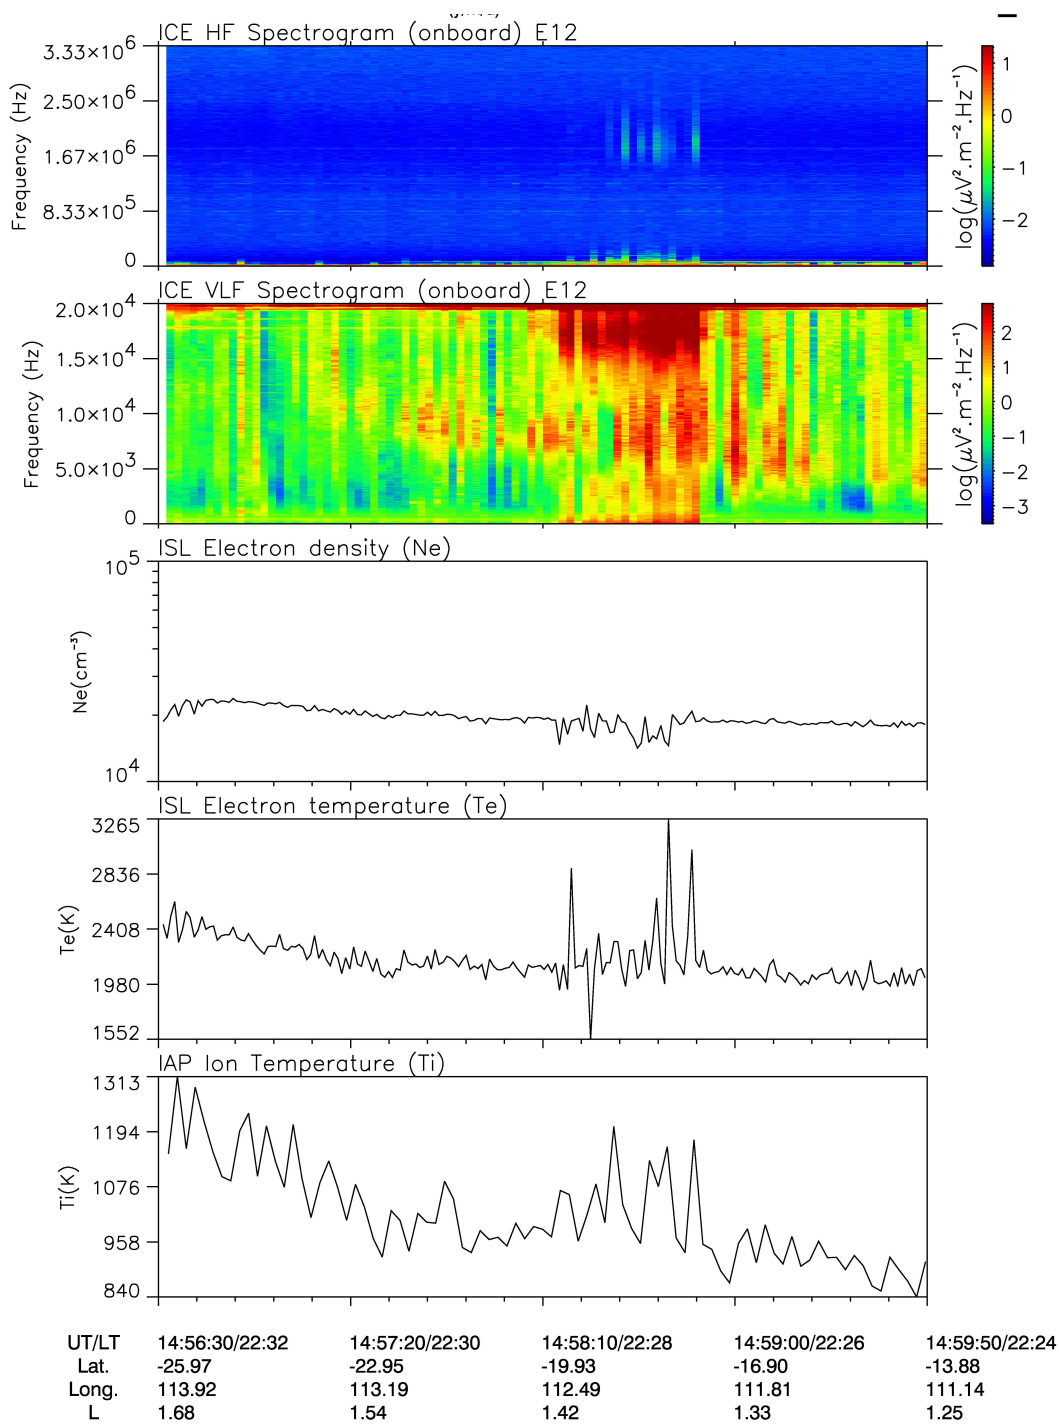 ICE HF Spectrogram (onboard) E12
3.33×10⁶
2.50×10⁶
1.67×10⁶
8.33×10⁵
0
Frequency (Hz)
1
0
−1
−2
log(μV².m⁻².Hz⁻¹)
ICE VLF Spectrogram (onboard) E12
2.0×10⁴
1.5×10⁴
1.0×10⁴
5.0×10³
0
Frequency (Hz)
2
1
0
−1
−2
−3
log(μV².m⁻².Hz⁻¹)
ISL Electron density (Ne)
10⁵
10⁴
Ne(cm⁻³)
ISL Electron temperature (Te)
3265
2836
2408
1980
1552
Te(K)
IAP Ion Temperature (Ti)
1313
1194
1076
958
840
Ti(K)
UT/LT 14:56:30/22:32 14:57:20/22:30 14:58:10/22:28 14:59:00/22:26 14:59:50/22:24
Lat. -25.97 -22.95 -19.93 -16.90 -13.88
Long. 113.92 113.19 112.49 111.81 111.14
L 1.68 1.54 1.42 1.33 1.25